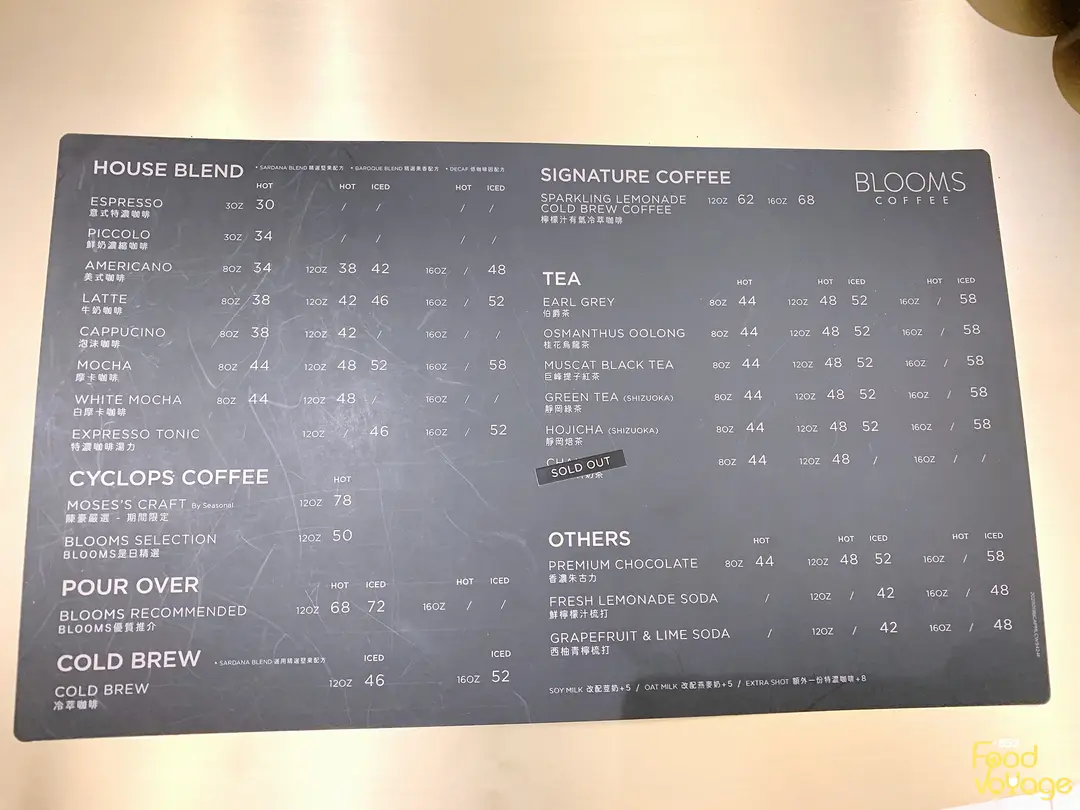 BLOOMS
COFFEE
HOUSE BLEND • SARDANA BLEND 精選堅果配方 • BAROQUE BLEND 精選果香配方 • DECAF 低咖啡因配方
HOT HOT ICED HOT ICED
ESPRESSO 3OZ 30 / / / /
意式特濃咖啡
PICCOLO 3OZ 34 / / / /
鮮奶濃縮咖啡
AMERICANO 8OZ 34 12OZ 38 42 16OZ / 48
美式咖啡
LATTE 8OZ 38 12OZ 42 46 16OZ / 52
牛奶咖啡
CAPPUCINO 8OZ 38 12OZ 42 / 16OZ / /
泡沫咖啡
MOCHA 8OZ 44 12OZ 48 52 16OZ / 58
摩卡咖啡
WHITE MOCHA 8OZ 44 12OZ 48 / 16OZ / /
白摩卡咖啡
EXPRESSO TONIC 12OZ / 46 16OZ / 52
特濃咖啡湯力
CYCLOPS COFFEE HOT
MOSES'S CRAFT By Seasonal 12OZ 78
陳豪嚴選 - 期間限定
BLOOMS SELECTION 12OZ 50
BLOOMS是日精選
POUR OVER HOT ICED HOT ICED
BLOOMS RECOMMENDED 12OZ 68 72 16OZ / /
BLOOMS優質推介
COLD BREW • SARDANA BLEND 選用精選堅果配方 ICED ICED
COLD BREW 12OZ 46 16OZ 52
冷萃咖啡
SIGNATURE COFFEE
SPARKLING LEMONADE 12OZ 62 16OZ 68
COLD BREW COFFEE
檸檬汁有氣冷萃咖啡
TEA HOT HOT ICED HOT ICED
EARL GREY 8OZ 44 12OZ 48 52 16OZ / 58
伯爵茶
OSMANTHUS OOLONG 8OZ 44 12OZ 48 52 16OZ / 58
桂花烏龍茶
MUSCAT BLACK TEA 8OZ 44 12OZ 48 52 16OZ / 58
巨峰提子紅茶
GREEN TEA (SHIZUOKA) 8OZ 44 12OZ 48 52 16OZ / 58
靜岡綠茶
HOJICHA (SHIZUOKA) 8OZ 44 12OZ 48 52 16OZ / 58
靜岡焙茶
SOLD OUT 8OZ 44 12OZ 48 / 16OZ / /
OTHERS HOT HOT ICED HOT ICED
PREMIUM CHOCOLATE 8OZ 44 12OZ 48 52 16OZ / 58
香濃朱古力
FRESH LEMONADE SODA / 12OZ / 42 16OZ / 48
鮮檸檬汁梳打
GRAPEFRUIT & LIME SODA / 12OZ / 42 16OZ / 48
西柚青檸梳打
SOY MILK 改配荳奶+5 / OAT MILK 改配燕麥奶+5 / EXTRA SHOT 額外一份特濃咖啡+8
Food
Voyage